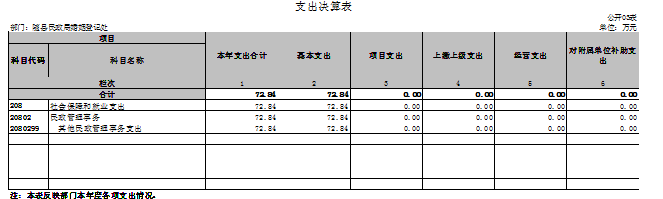 支出决算表
公开03表
部门：随县民政局婚姻登记处 单位：万元
项目 本年支出合计 基本支出 项目支出 上缴上级支出 经营支出 对附属单位补助支出
科目代码 科目名称
栏次 1 2 3 4 5 6
合计 72.84 72.84 0.00 0.00 0.00 0.00
208 社会保障和就业支出 72.84 72.84 0.00 0.00 0.00 0.00
20802 民政管理事务 72.84 72.84 0.00 0.00 0.00 0.00
2080299 其他民政管理事务支出 72.84 72.84 0.00 0.00 0.00 0.00
注：本表反映部门本年度各项支出情况。